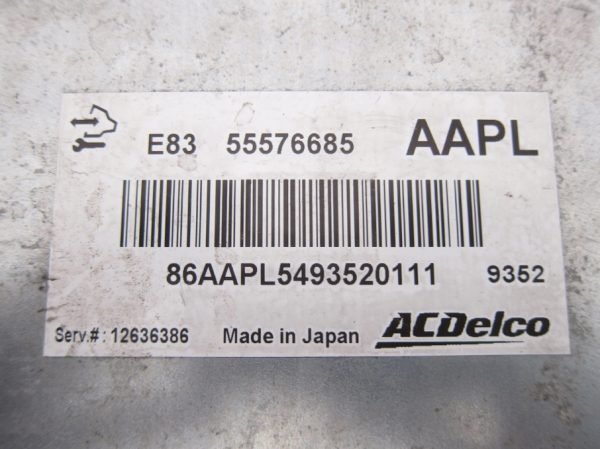 E83 55576685 AAPL
86AAPL5493520111 9352
Serv.#: 12636386 Made in Japan ACDelco